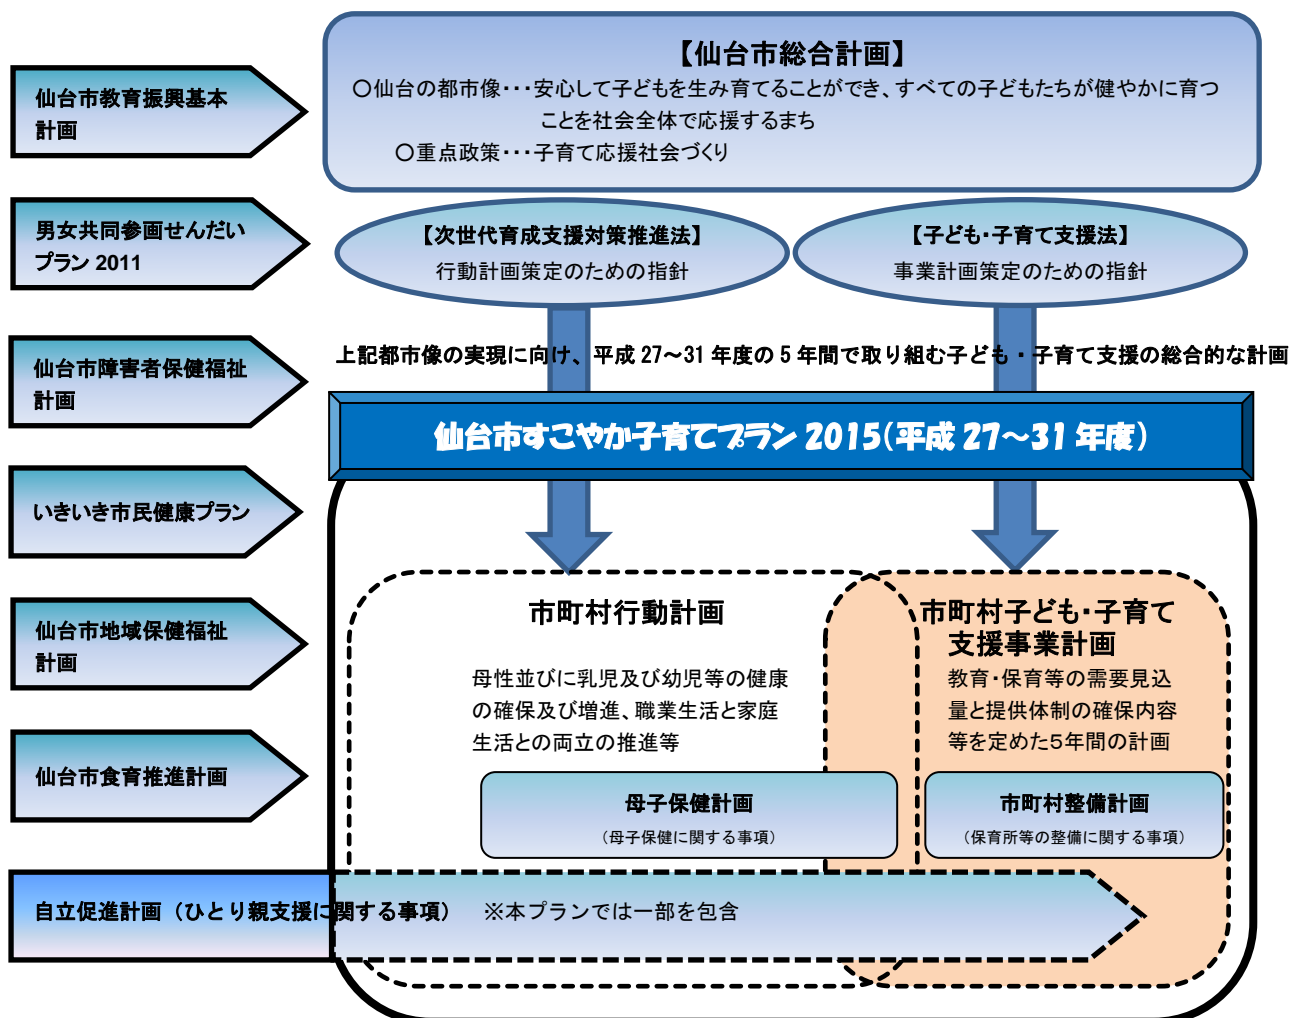 【仙台市総合計画】
〇仙台の都市像・・・安心して子どもを生み育てることができ、すべての子どもたちが健やかに育つ
ことを社会全体で応援するまち
〇重点政策・・・子育て応援社会づくり
仙台市教育振興基本
計画
男女共同参画せんだい
プラン 2011
【次世代育成支援対策推進法】
行動計画策定のための指針
【子ども・子育て支援法】
事業計画策定のための指針
仙台市障害者保健福祉
計画
上記都市像の実現に向け、平成 27～31 年度の 5 年間で取り組む子ども・子育て支援の総合的な計画
仙台市すこやか子育てプラン 2015(平成 27～31 年度)
いきいき市民健康プラン
仙台市地域保健福祉
計画
市町村行動計画
母性並びに乳児及び幼児等の健康
の確保及び増進、職業生活と家庭
生活との両立の推進等
市町村子ども・子育て
支援事業計画
教育・保育等の需要見込
量と提供体制の確保内容
等を定めた５年間の計画
仙台市食育推進計画
母子保健計画
（母子保健に関する事項）
市町村整備計画
（保育所等の整備に関する事項）
自立促進計画（ひとり親支援に関する事項） ※本プランでは一部を包含